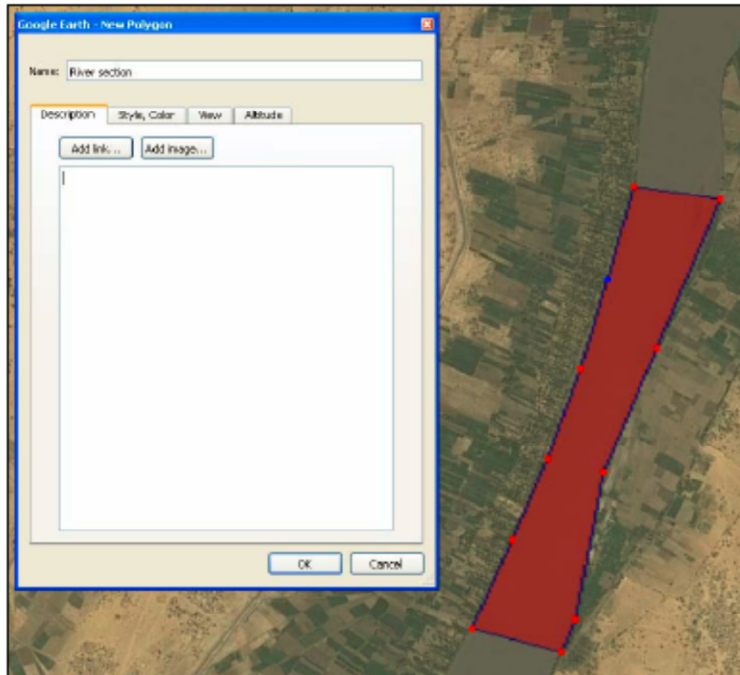 Google Earth - New Polygon
Name: River section
Description Style, Color View Altitude
Add link... Add image...
OK Cancel